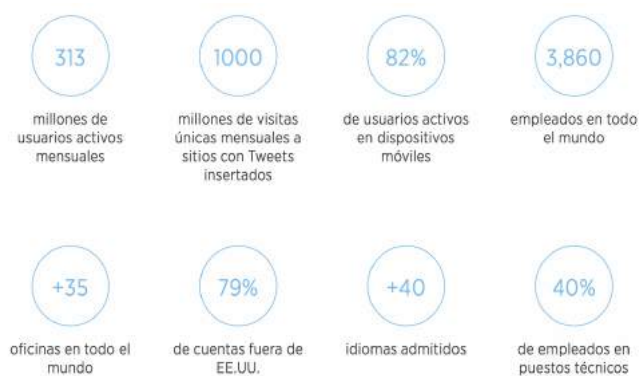 313
millones de
usuarios activos
mensuales
1000
millones de visitas
únicas mensuales a
sitios con Tweets
insertados
82%
de usuarios activos
en dispositivos
móviles
3,860
empleados en todo
el mundo
+35
oficinas en todo el
mundo
79%
de cuentas fuera de
EE.UU.
+40
idiomas admitidos
40%
de empleados en
puestos técnicos